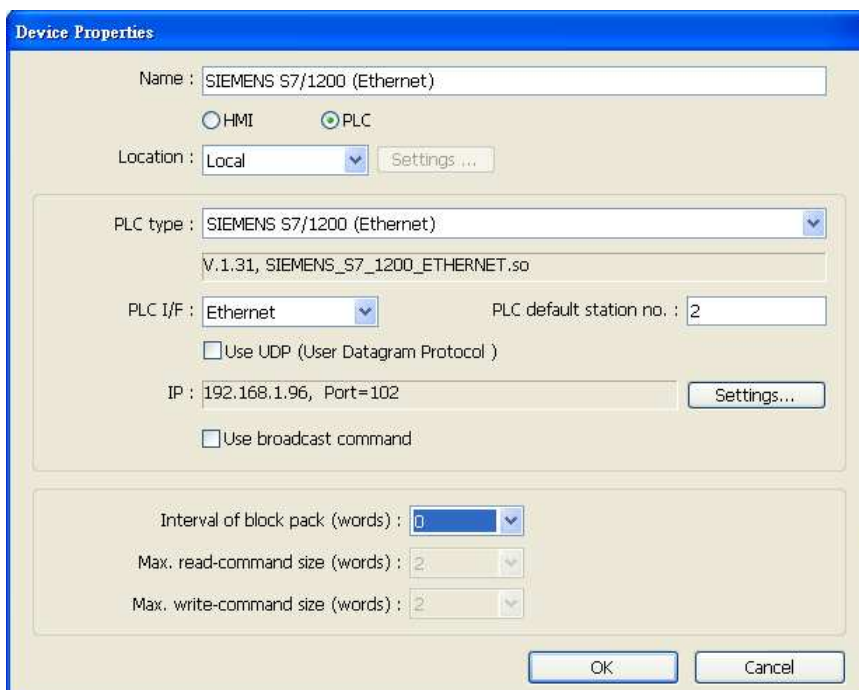 Device Properties
Name : SIEMENS S7/1200 (Ethernet)
HMI PLC
Location : Local Settings ...
PLC type : SIEMENS S7/1200 (Ethernet)
V.1.31, SIEMENS_S7_1200_ETHERNET.so
PLC I/F : Ethernet PLC default station no. : 2
Use UDP (User Datagram Protocol )
IP : 192.168.1.96, Port=102 Settings...
Use broadcast command
Interval of block pack (words) : 0
Max. read-command size (words) : 2
Max. write-command size (words) : 2
OK Cancel